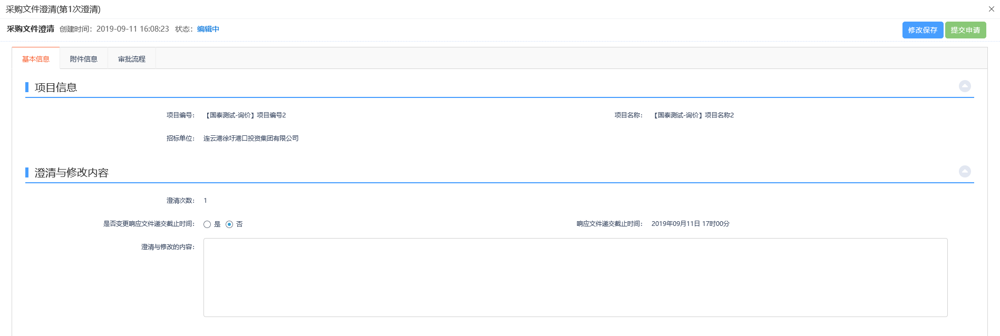 采购文件澄清(第1次澄清)
采购文件澄清 创建时间：2019-09-11 16:08:23 状态：编辑中 修改保存 提交申请
基本信息 附件信息 审批流程
项目信息
项目编号： 【国泰测试-询价】项目编号2 项目名称： 【国泰测试-询价】项目名称2
招标单位： 连云港徐圩港口投资集团有限公司
澄清与修改内容
澄清次数： 1
是否变更响应文件递交截止时间： 是 否 响应文件递交截止时间： 2019年09月11日 17时00分
澄清与修改的内容：